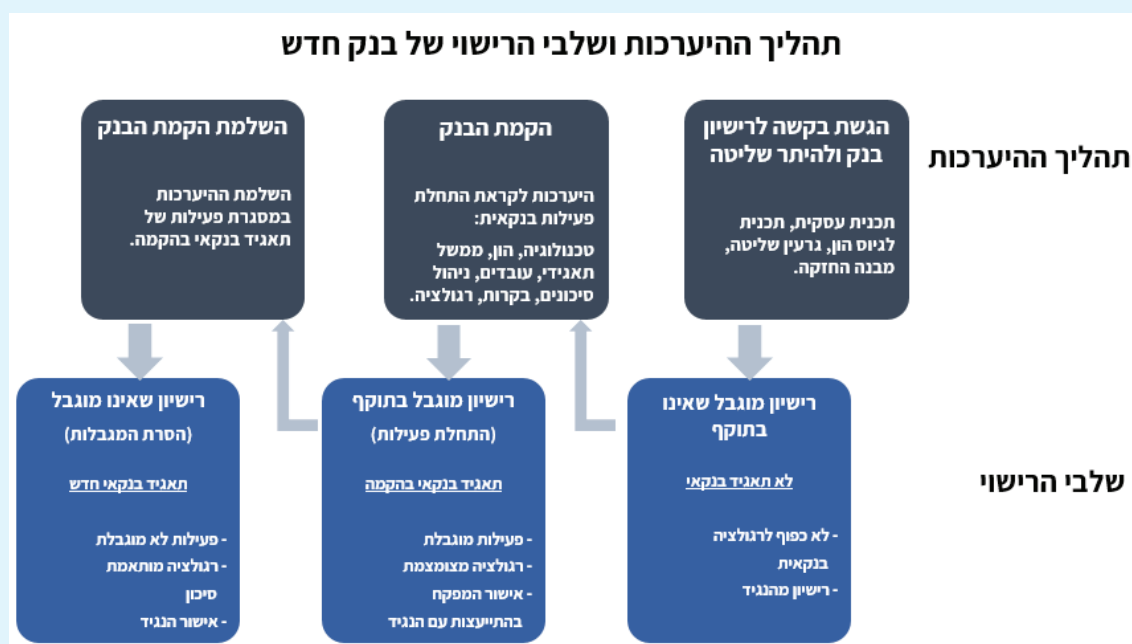 תהליך ההיערכות ושלבי הרישוי של בנק חדש
תהליך ההיערכות
הגשת בקשה לרישיון
בנק ולהיתר שליטה
תכנית עסקית, תכנית
לגיוס הון, גרעין שליטה,
מבנה החזקה.
הקמת הבנק
היערכות לקראת התחלת
פעילות בנקאית:
טכנולוגיה, הון, ממשל
תאגידי, עובדים, ניהול
סיכונים, בקרות, רגולציה.
השלמת הקמת הבנק
השלמת ההיערכות
במסגרת פעילות של
תאגיד בנקאי בהקמה.
שלבי הרישוי
רישיון מוגבל שאינו
בתוקף
לא תאגיד בנקאי
- לא כפוף לרגולציה
בנקאית
- רישיון מהנגיד
רישיון מוגבל בתוקף
(התחלת פעילות)
תאגיד בנקאי בהקמה
- פעילות מוגבלת
- רגולציה מצומצמת
- אישור המפקח
בהתייעצות עם הנגיד
רישיון שאינו מוגבל
(הסרת המגבלות)
תאגיד בנקאי חדש
- פעילות לא מוגבלת
- רגולציה מותאמת
סיכון
- אישור הנגיד